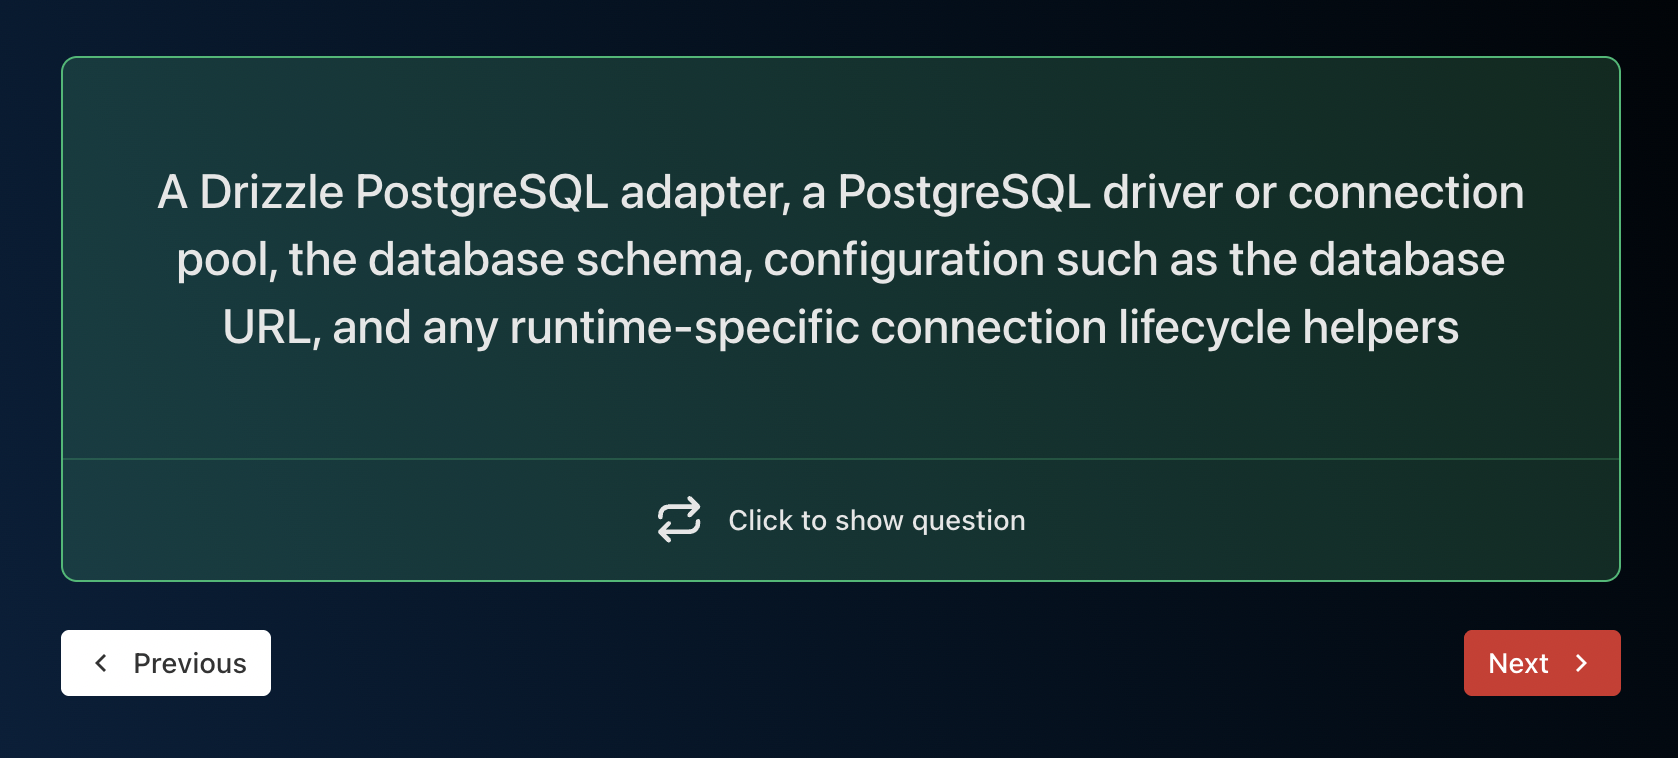 A Drizzle PostgreSQL adapter, a PostgreSQL driver or connection
pool, the database schema, configuration such as the database
URL, and any runtime-specific connection lifecycle helpers
Click to show question
Previous
Next